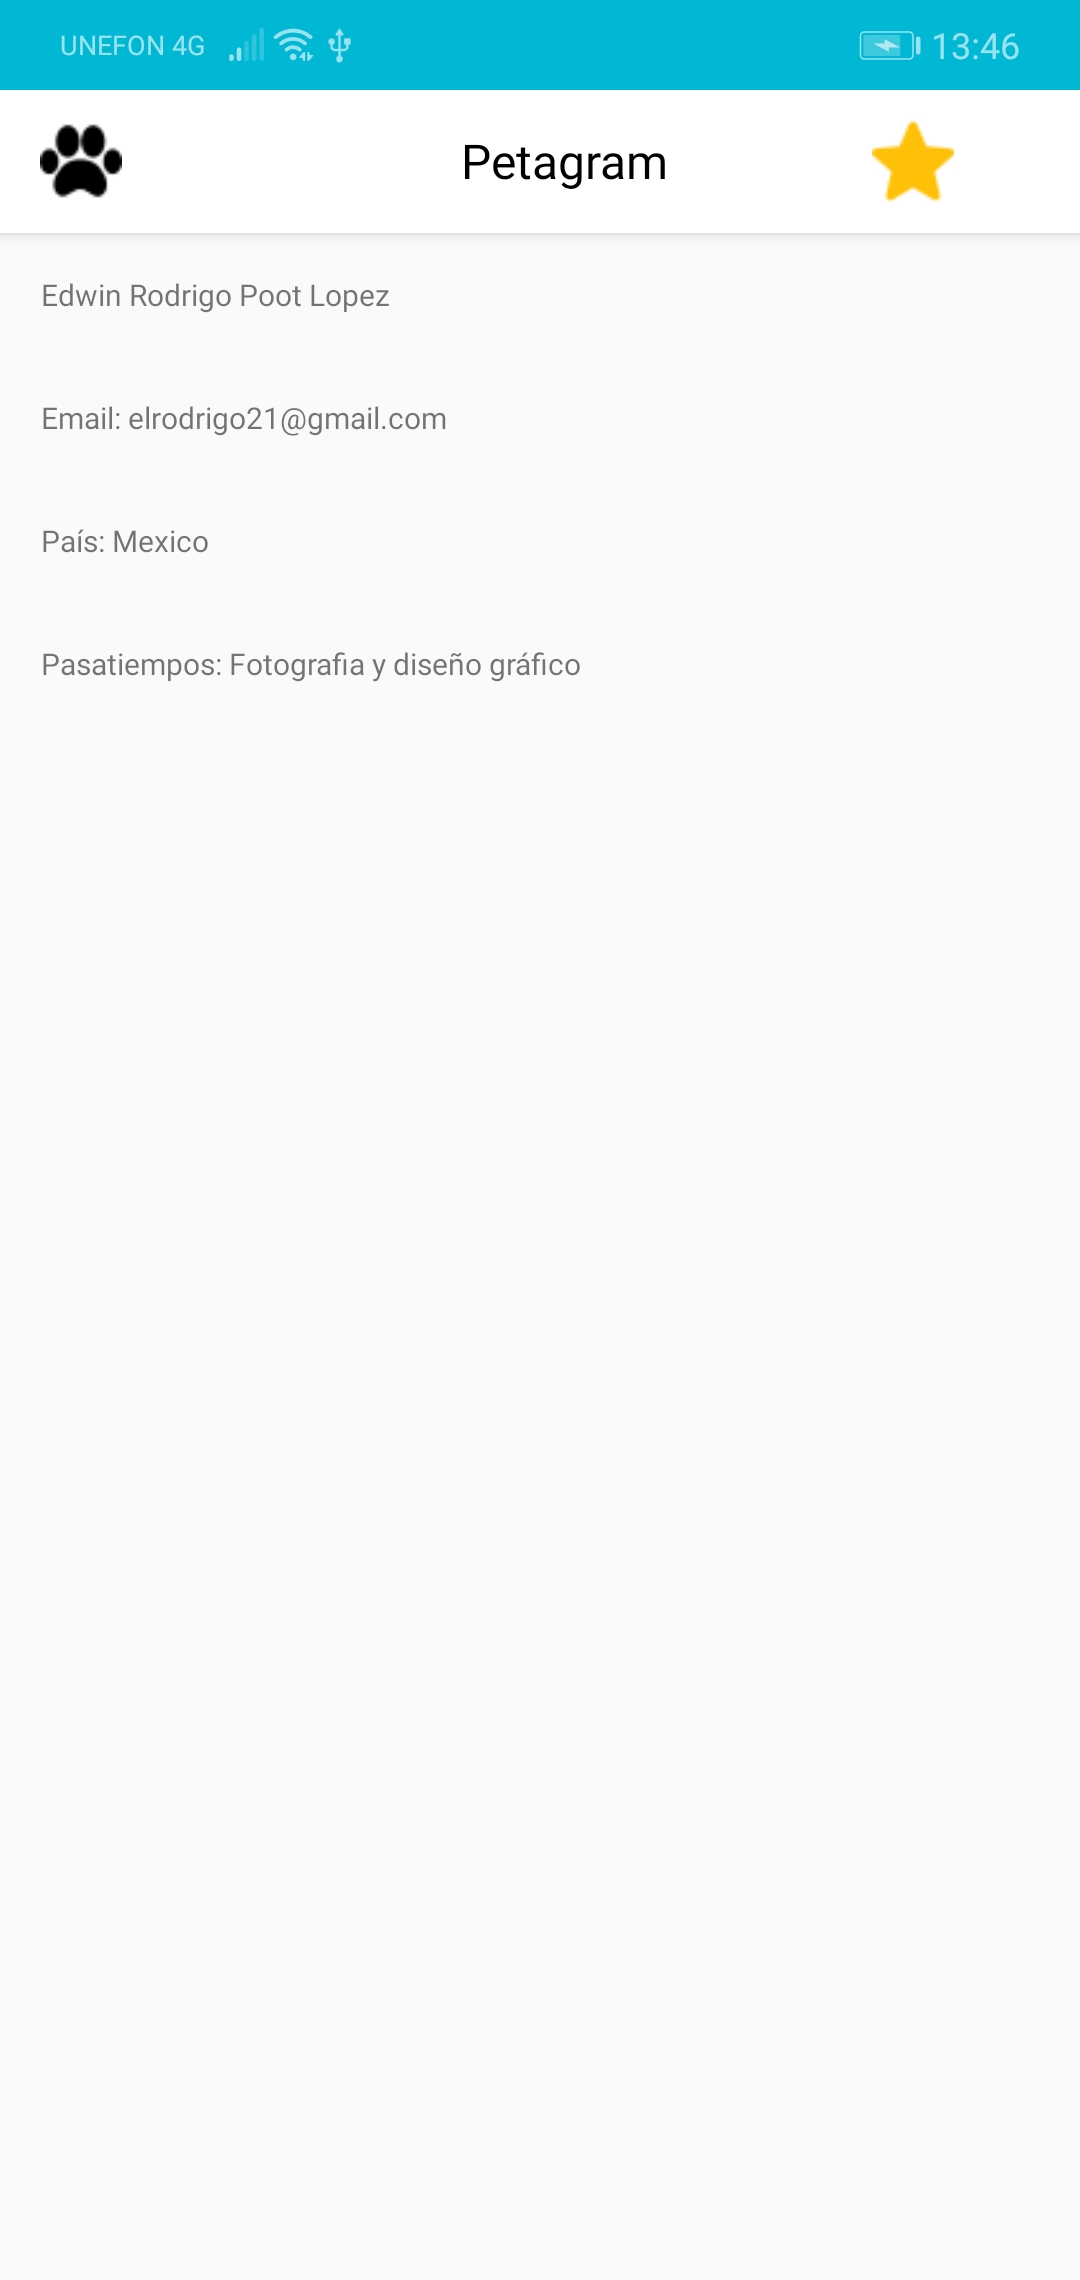 UNEFON 4G 13:46
Petagram
Edwin Rodrigo Poot Lopez
Email: elrodrigo21@gmail.com
País: Mexico
Pasatiempos: Fotografia y diseño gráfico